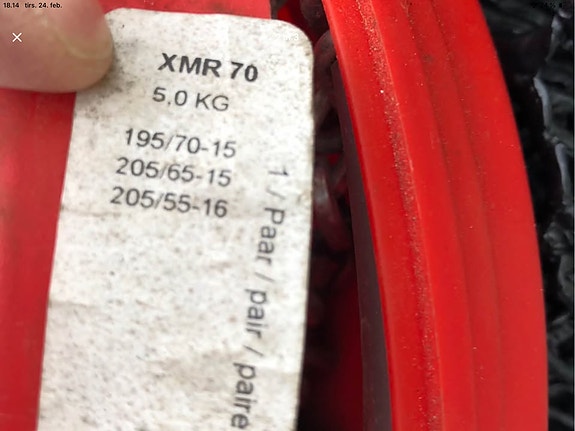 18.14 tirs. 24. feb.
XMR 70
5,0 KG
195/70-15
205/65-15
205/55-16
1 / Paar / pair / paire